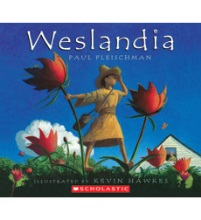 Weslandia
PAUL FLEISCHMAN
ILLUSTRATED BY KEVIN HAWKES
SCHOLASTIC